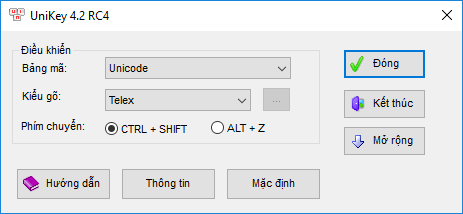 UniKey 4.2 RC4
Điều khiển
Bảng mã: Unicode
Kiểu gõ: Telex ...
Phím chuyển: CTRL + SHIFT ALT + Z
Đóng
Kết thúc
Mở rộng
Hướng dẫn Thông tin Mặc định